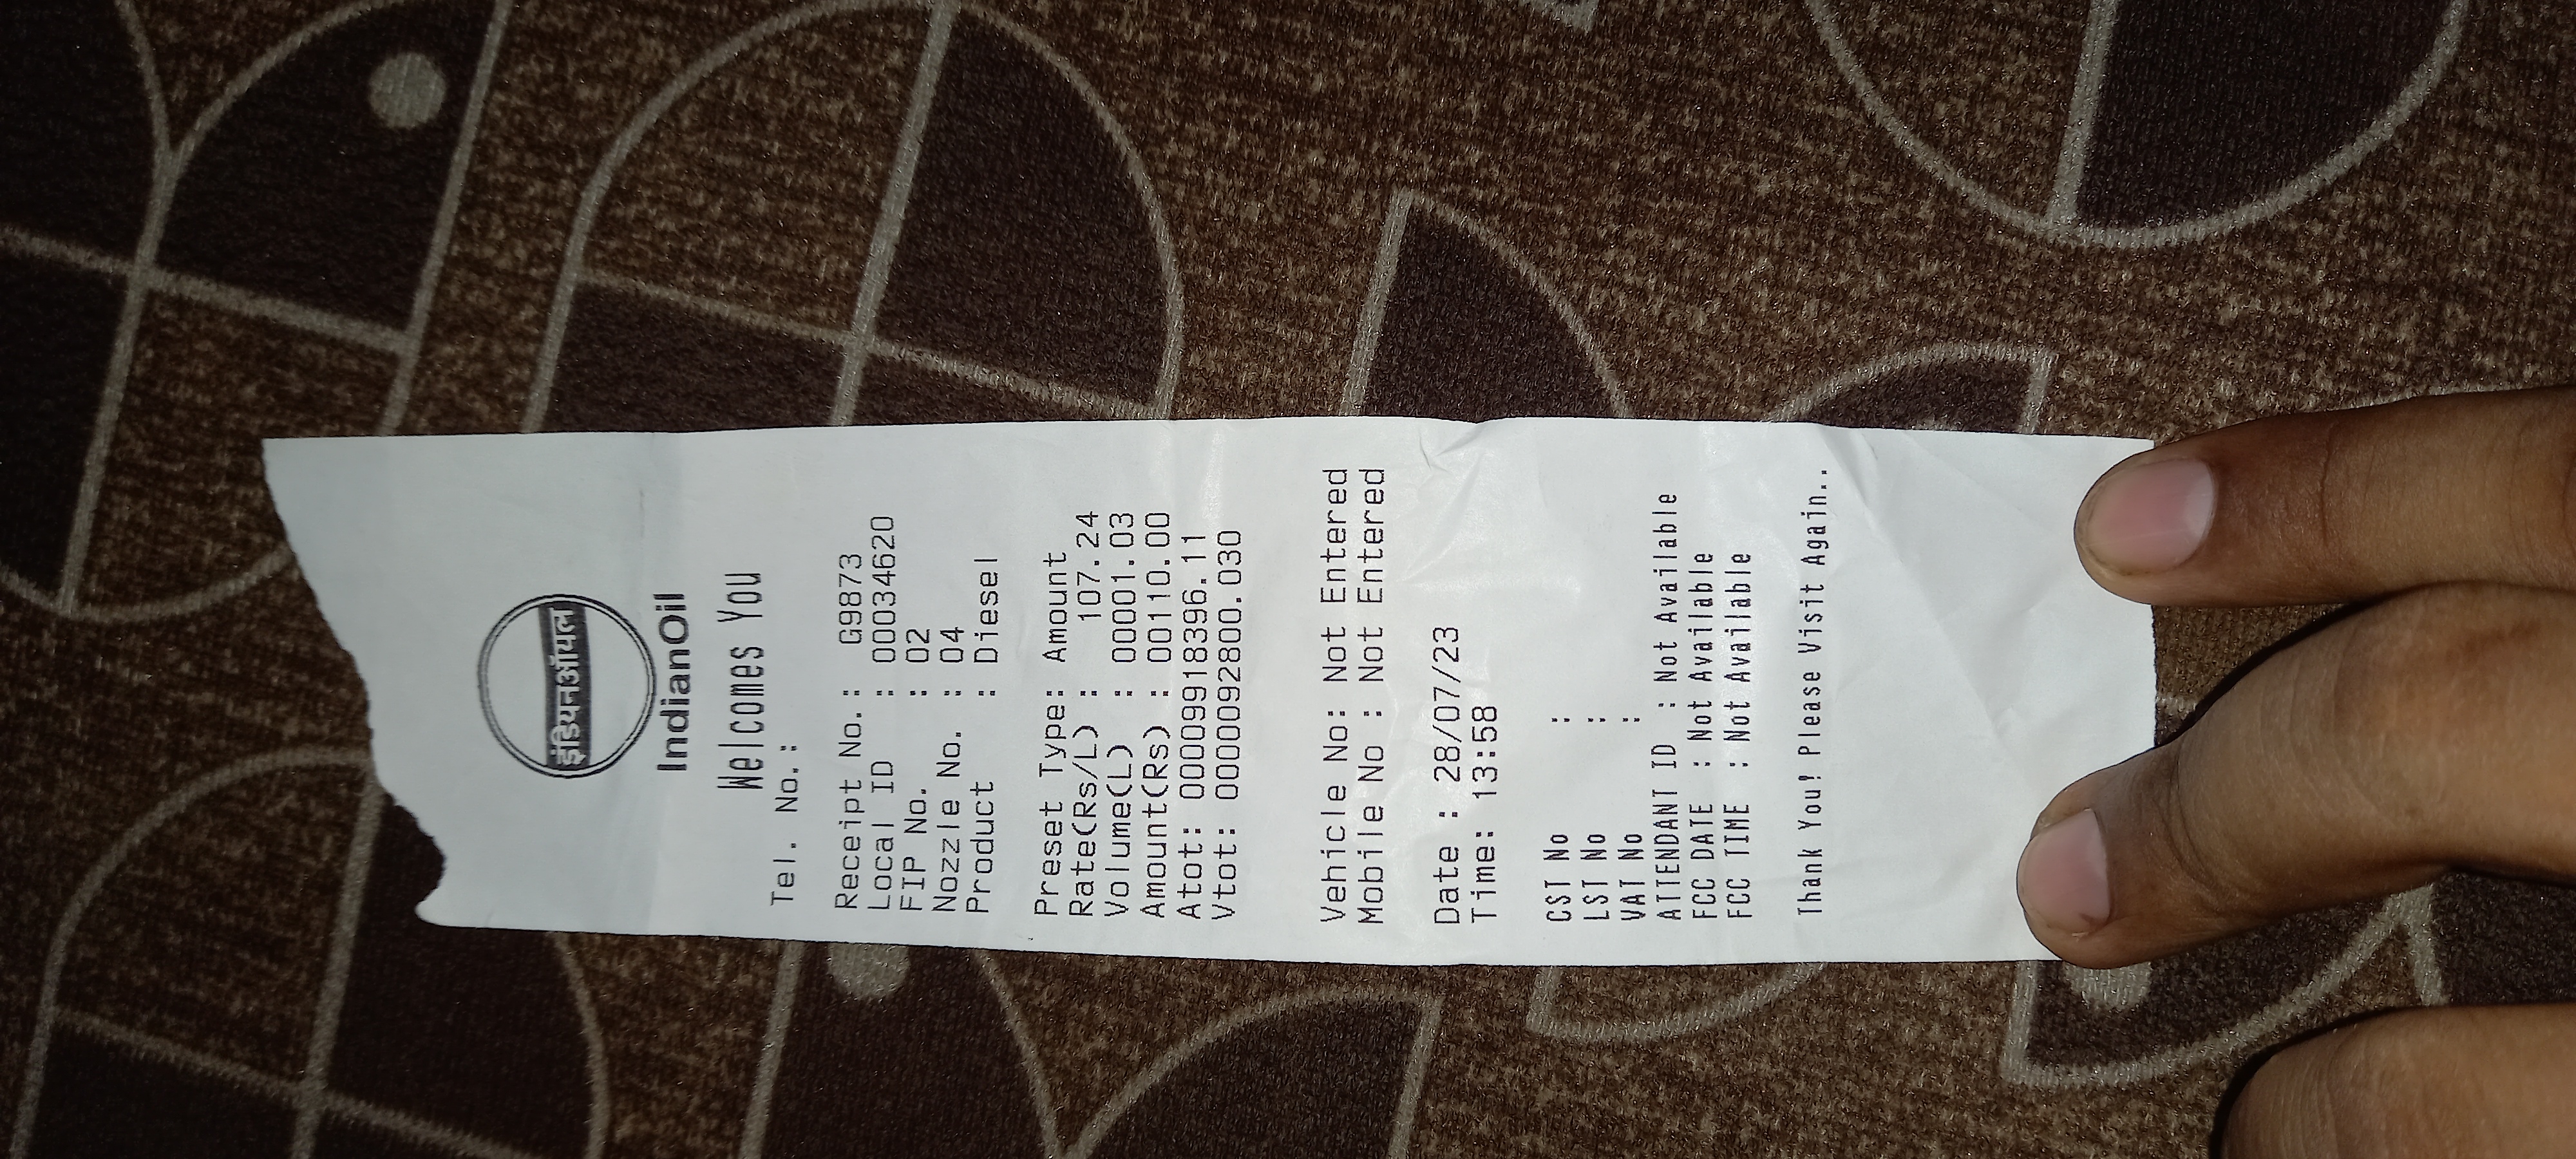 इंडियनऑयल
IndianOil
Welcomes You
Tel. No.:
Receipt No.: G9873
Local ID : 00034620
FIP No. : 02
Nozzle No. : 04
Product : Diesel
Preset Type: Amount
Rate(Rs/L) : 107.24
Volume(L) : 00001.03
Amount(Rs) : 00110.00
Atot: 00009918396.11
Vtot: 0000092800.030
Vehicle No: Not Entered
Mobile No : Not Entered
Date : 28/07/23
Time: 13:58
CST No :
LST No :
VAT No :
ATTENDANT ID : Not Available
FCC DATE : Not Available
FCC TIME : Not Available
Thank You! Please Visit Again..